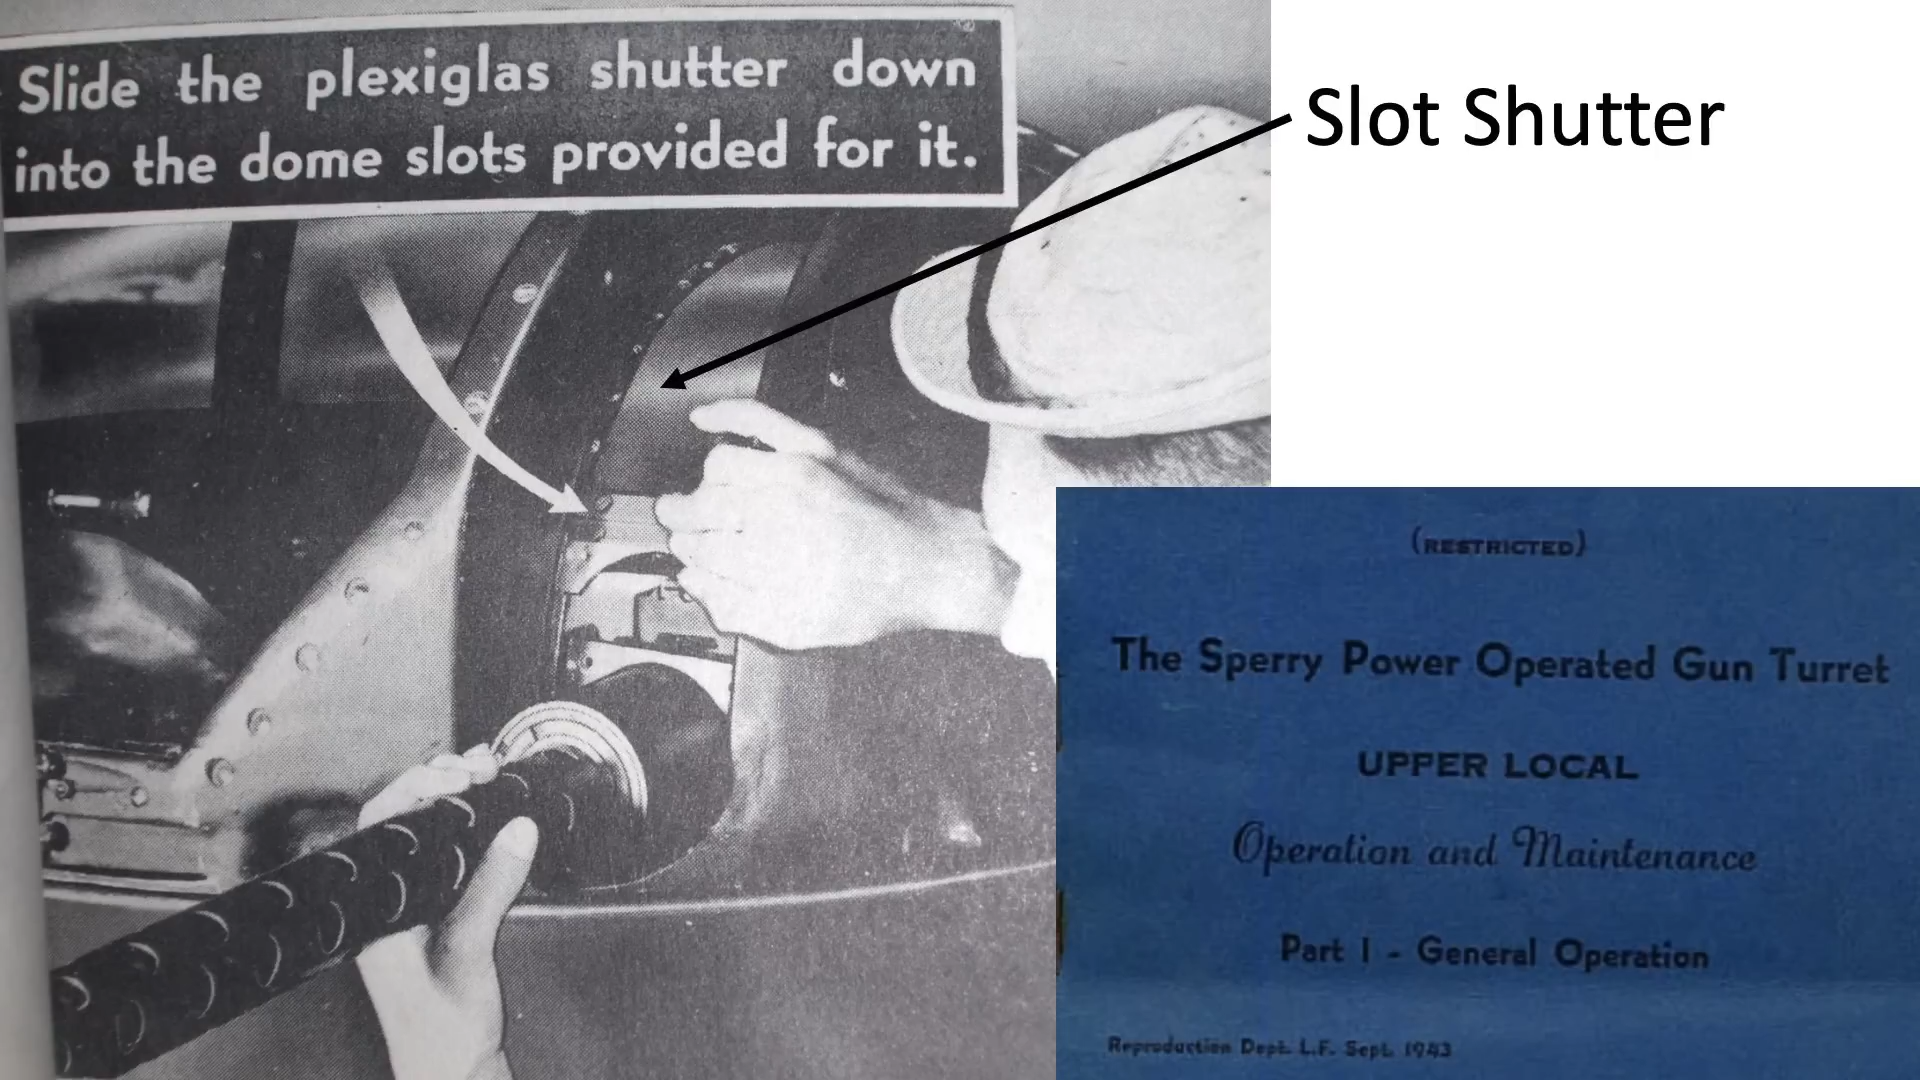 Slide the plexiglas shutter down
into the dome slots provided for it.
Slot Shutter
(RESTRICTED)
The Sperry Power Operated Gun Turret
UPPER LOCAL
Operation and Maintenance
Part I - General Operation
Reproduction Dept. L.F. Sept. 1943